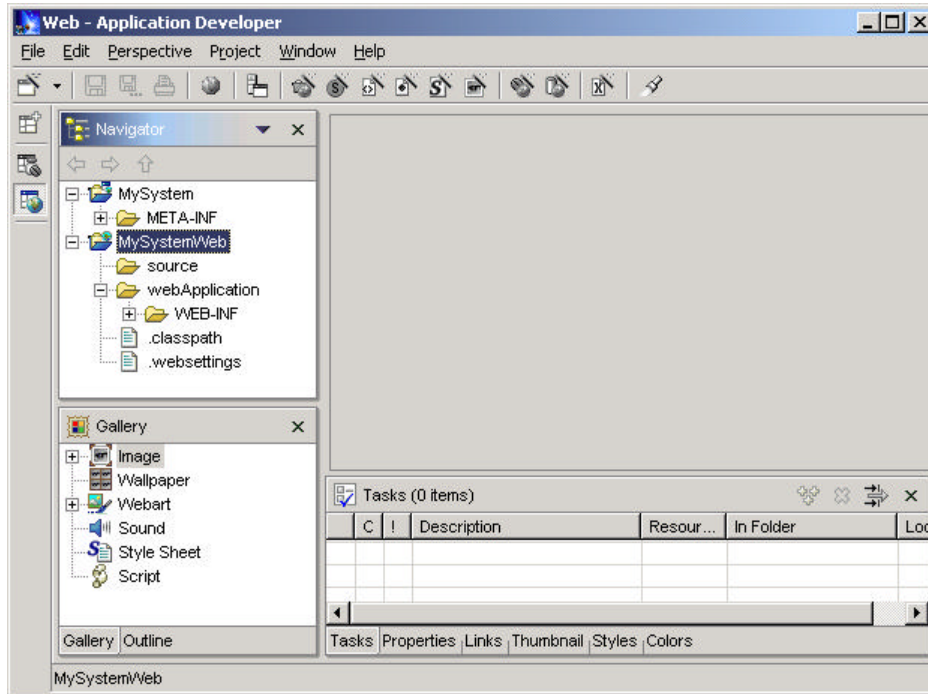 Web - Application Developer
File Edit Perspective Project Window Help
Navigator
MySystem
META-INF
MySystemWeb
source
webApplication
WEB-INF
.classpath
.websettings
Gallery
Image
Wallpaper
Webart
Sound
Style Sheet
Script
Gallery Outline
Tasks (0 items)
C ! Description Resour... In Folder Loc
Tasks Properties Links Thumbnail Styles Colors
MySystemWeb